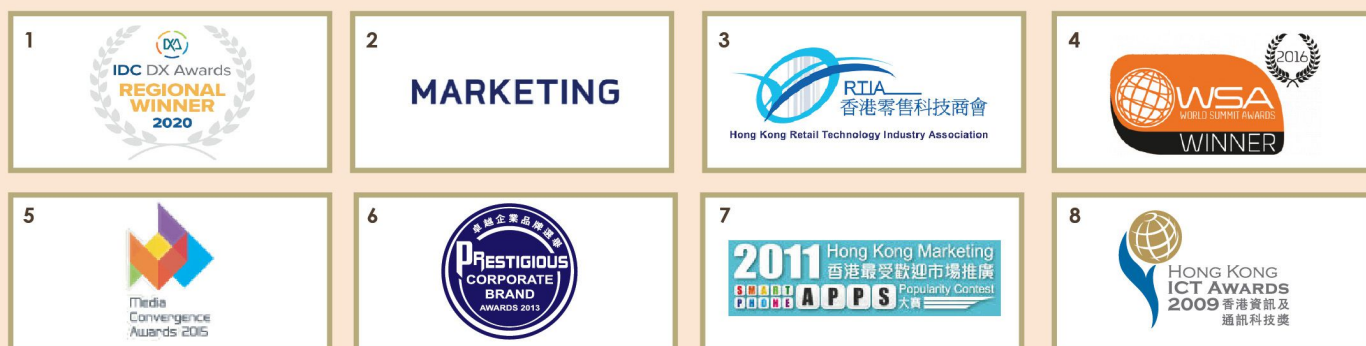 1
IDC DX Awards
REGIONAL
WINNER
2020
2
MARKETING
3
RTIA
香港零售科技商會
Hong Kong Retail Technology Industry Association
4
2016
WSA
WORLD SUMMIT AWARDS
WINNER
5
Media
Convergence
Awards 2015
6
卓越企業品牌選舉
PRESTIGIOUS
CORPORATE
BRAND
AWARDS 2013
7
2011 Hong Kong Marketing
香港最受歡迎市場推廣
SMART PHONE APPS Popularity Contest
大賽
8
HONG KONG
ICT AWARDS
2009 香港資訊及
通訊科技獎